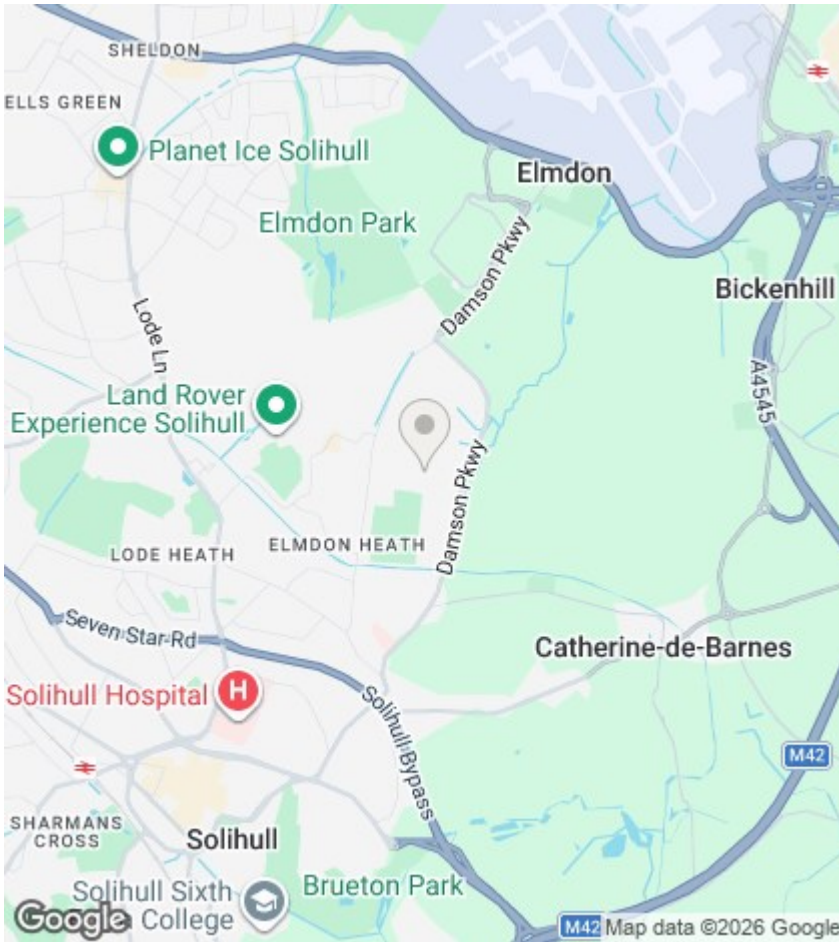 SHELDON
ELLS GREEN
Planet Ice Solihull
Elmdon
Elmdon Park
Damson Pkwy
Bickenhill
Lode Ln
A4545
Land Rover
Experience Solihull
Damson Pkwy
LODE HEATH
ELMDON HEATH
Seven Star Rd
Catherine-de-Barnes
Solihull Hospital
H
Solihull Bypass
M42
SHARMANS
CROSS
Solihull
Brueton Park
Solihull Sixth
College
Google
M42
Map data ©2026 Google